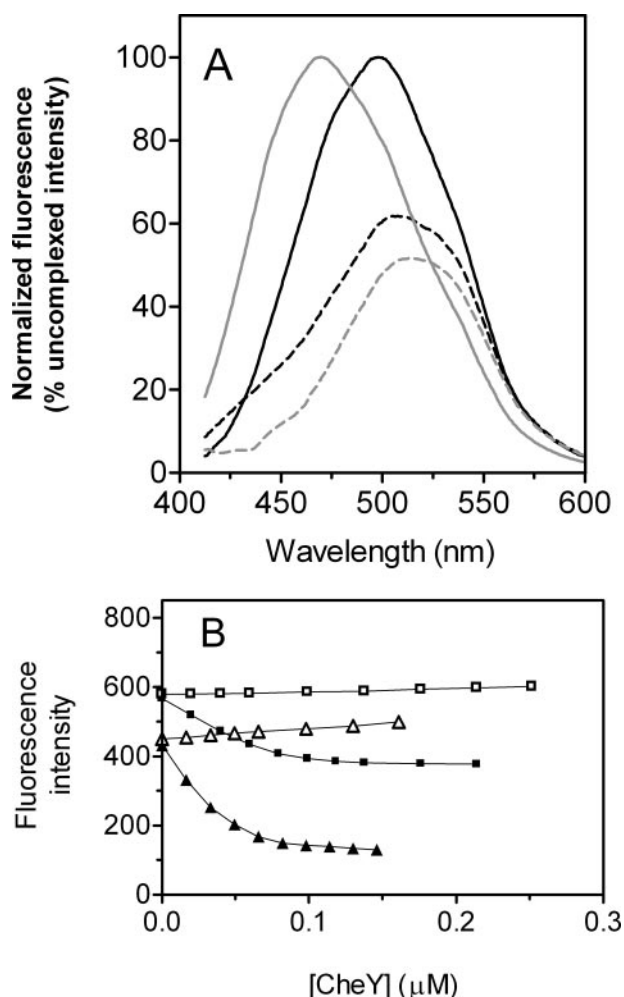 A
Normalized fluorescence
(% uncomplexed intensity)
100
80
60
40
20
0
400 450 500 550 600
Wavelength (nm)
B
Fluorescence
intensity
800
600
400
200
0
0.0 0.1 0.2 0.3
[CheY] (μM)